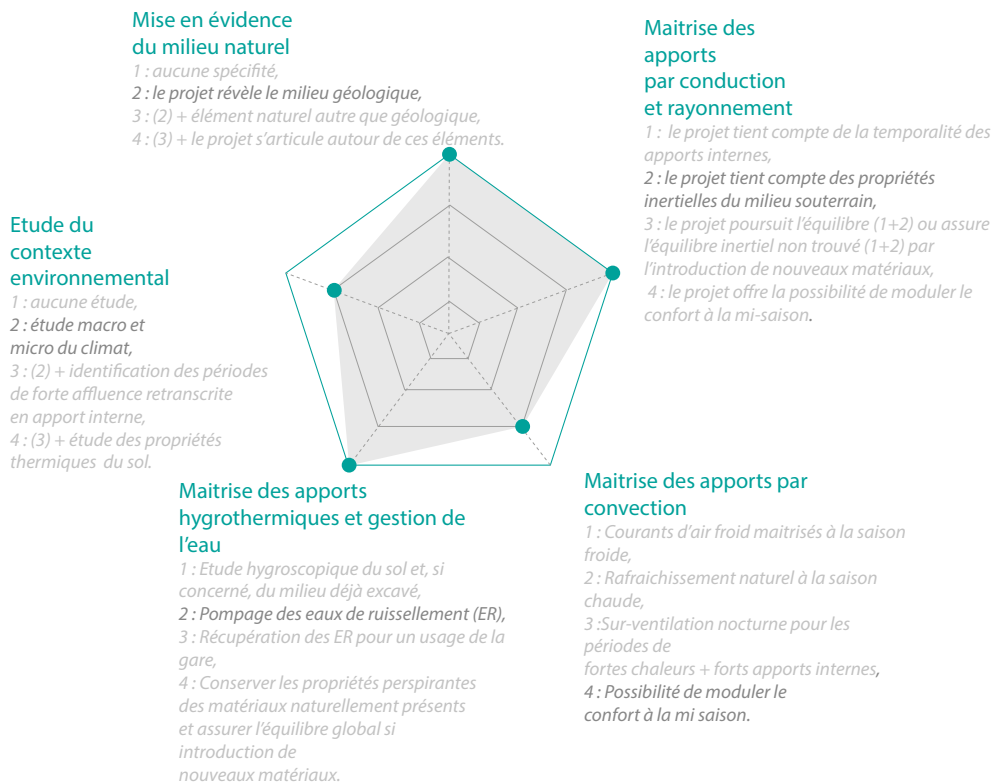 Mise en évidence
du milieu naturel
1 : aucune spécifité,
2 : le projet révèle le milieu géologique,
3 : (2) + élément naturel autre que géologique,
4 : (3) + le projet s’articule autour de ces éléments.
Maitrise des
apports
par conduction
et rayonnement
1 : le projet tient compte de la temporalité des
apports internes,
2 : le projet tient compte des propriétés
inertielles du milieu souterrain,
3 : le projet poursuit l’équilibre (1+2) ou assure
l’équilibre inertiel non trouvé (1+2) par
l’introduction de nouveaux matériaux,
4 : le projet offre la possibilité de moduler le
confort à la mi-saison.
Etude du
contexte
environmental
1 : aucune étude,
2 : étude macro et
micro du climat,
3 : (2) + identification des périodes
de forte affluence retranscrite
en apport interne,
4 : (3) + étude des propriétés
thermiques du sol.
Maitrise des apports
hygrothermiques et gestion de
l’eau
1 : Etude hygroscopique du sol et, si
concerné, du milieu déjà excavé,
2 : Pompage des eaux de ruissellement (ER),
3 : Récupération des ER pour un usage de la
gare,
4 : Conserver les propriétés perspirantes
des matériaux naturellement présents
et assurer l’équilibre global si
introduction de
nouveaux matériaux.
Maitrise des apports par
convection
1 : Courants d’air froid maitrisés à la saison
froide,
2 : Rafraichissement naturel à la saison
chaude,
3 :Sur-ventilation nocturne pour les
périodes de
fortes chaleurs + forts apports internes,
4 : Possibilité de moduler le
confort à la mi saison.